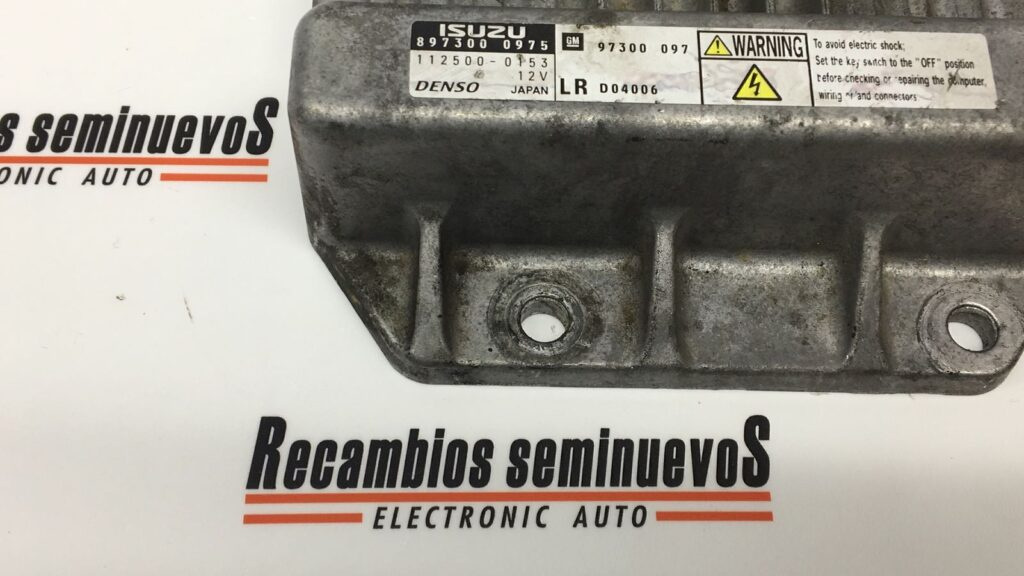 ISUZU
897300 0975
112500-0153
12V
DENSO JAPAN
GM 97300 097
LR D04006
WARNING
To avoid electric shock;
Set the key switch to the "OFF" position
before checking or repairing the computer,
wiring and connectors
s seminuevoS
ONIC AUTO
Recambios seminuevoS
ELECTRONIC AUTO